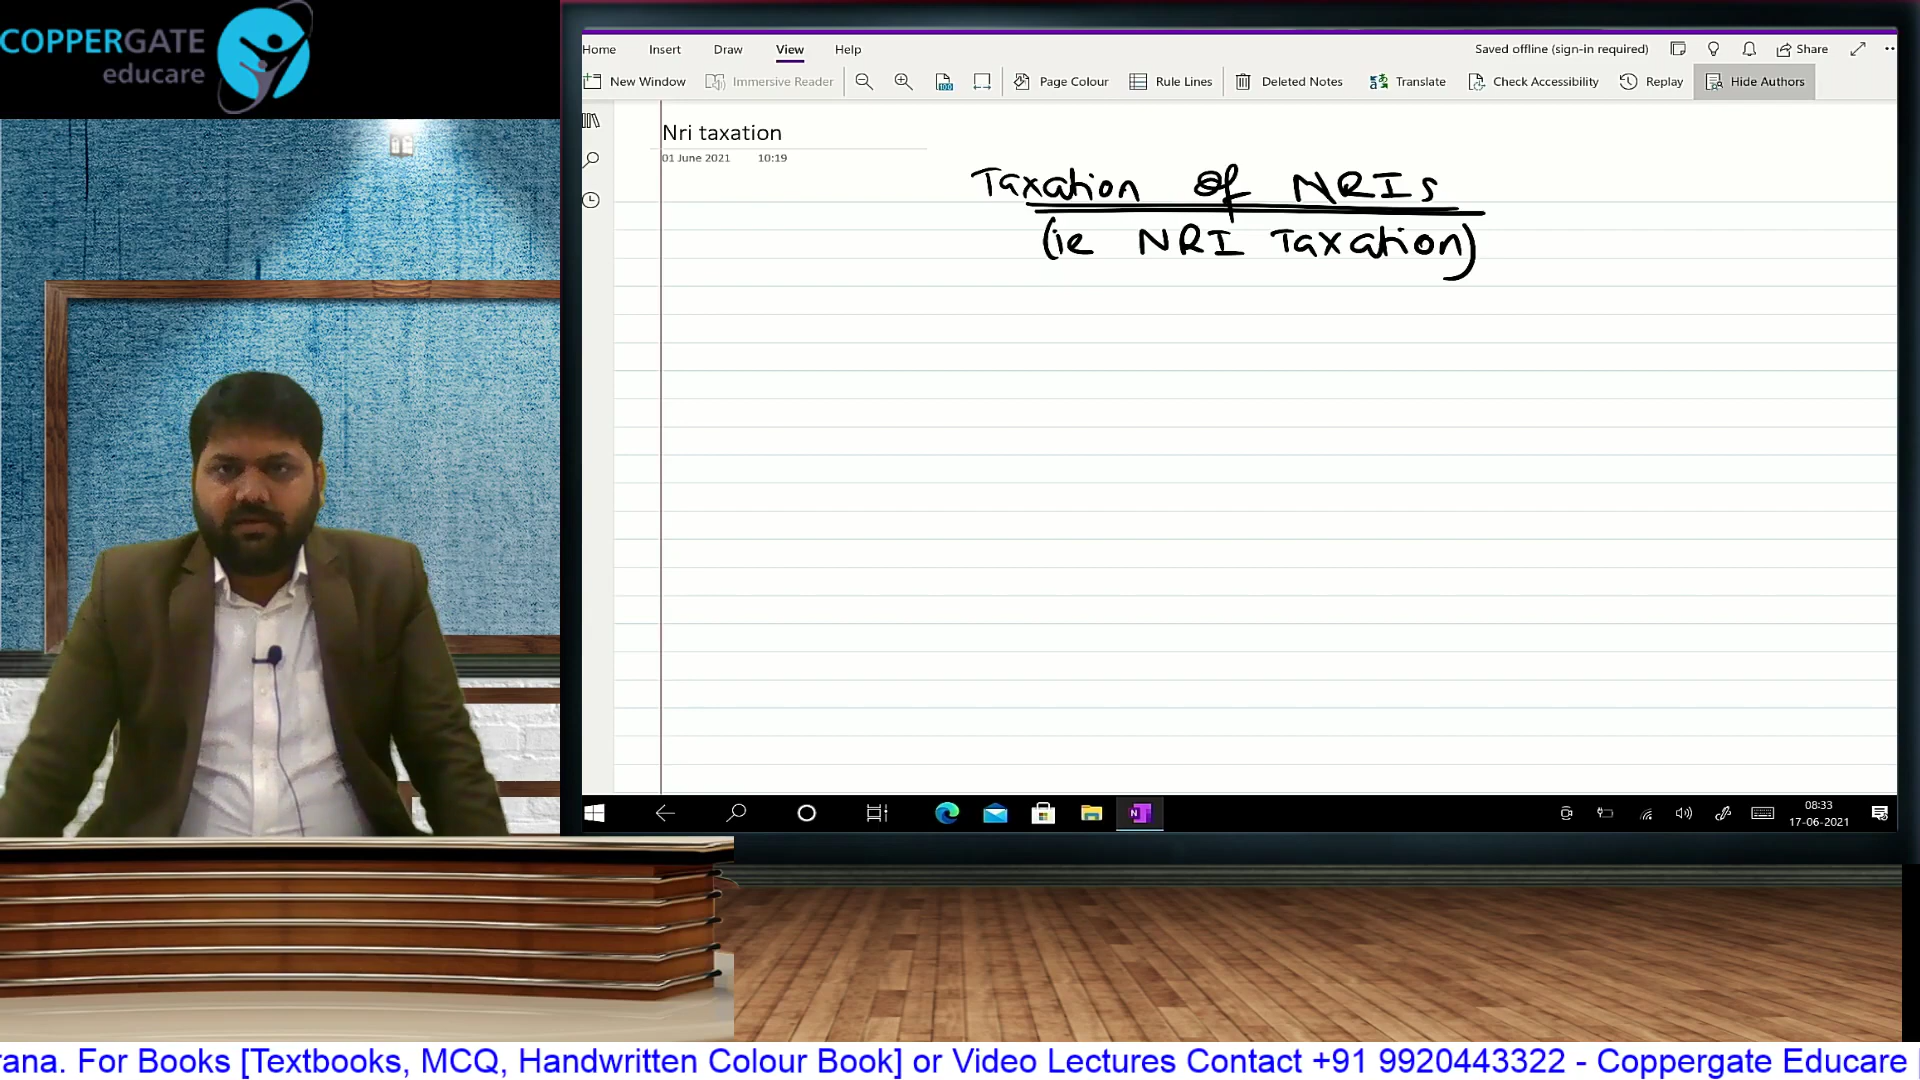 COPPERGATE
educare
Home Insert Draw View Help
Saved offline (sign-in required) Share
New Window Immersive Reader 100 Page Colour Rule Lines Deleted Notes Translate Check Accessibility Replay Hide Authors
Nri taxation
01 June 2021 10:19
Taxation of NRIs
(ie NRI Taxation)
08:33
17-06-2021
rana. For Books [Textbooks, MCQ, Handwritten Colour Book] or Video Lectures Contact +91 9920443322 - Coppergate Educare